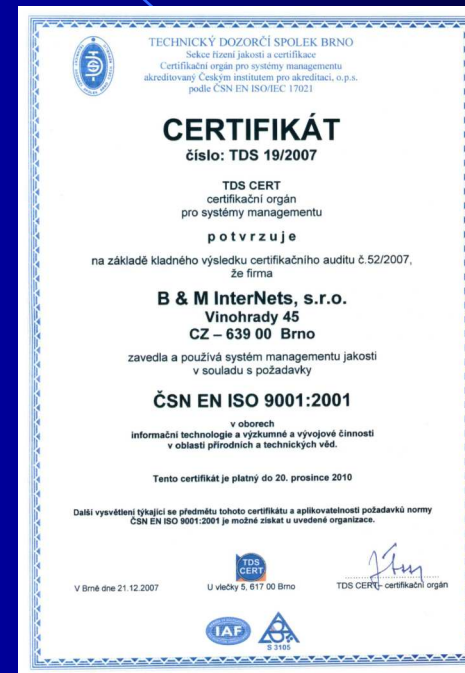 TECHNICKÝ DOZORČÍ SPOLEK BRNO
Sekce řízení jakosti a certifikace
Certifikační orgán pro systémy managementu
akreditovaný Českým institutem pro akreditaci, o.p.s.
podle ČSN EN ISO/IEC 17021
CERTIFIKÁT
číslo: TDS 19/2007
TDS CERT
certifikační orgán
pro systémy managementu
potvrzuje
na základě kladného výsledku certifikačního auditu č.52/2007,
že firma
B & M InterNets, s.r.o.
Vinohrady 45
CZ – 639 00 Brno
zavedla a používá systém managementu jakosti
v souladu s požadavky
ČSN EN ISO 9001:2001
v oborech
informační technologie a výzkumné a vývojové činnosti
v oblasti přírodních a technických věd.
Tento certifikát je platný do 20. prosince 2010
Další vysvětlení týkající se předmětu tohoto certifikátu a aplikovatelnosti požadavků normy
ČSN EN ISO 9001:2001 je možné získat u uvedené organizace.
TDS
CERT
V Brně dne 21.12.2007
U vlečky 5, 617 00 Brno
TDS CERT - certifikační orgán
IAF
S 3105